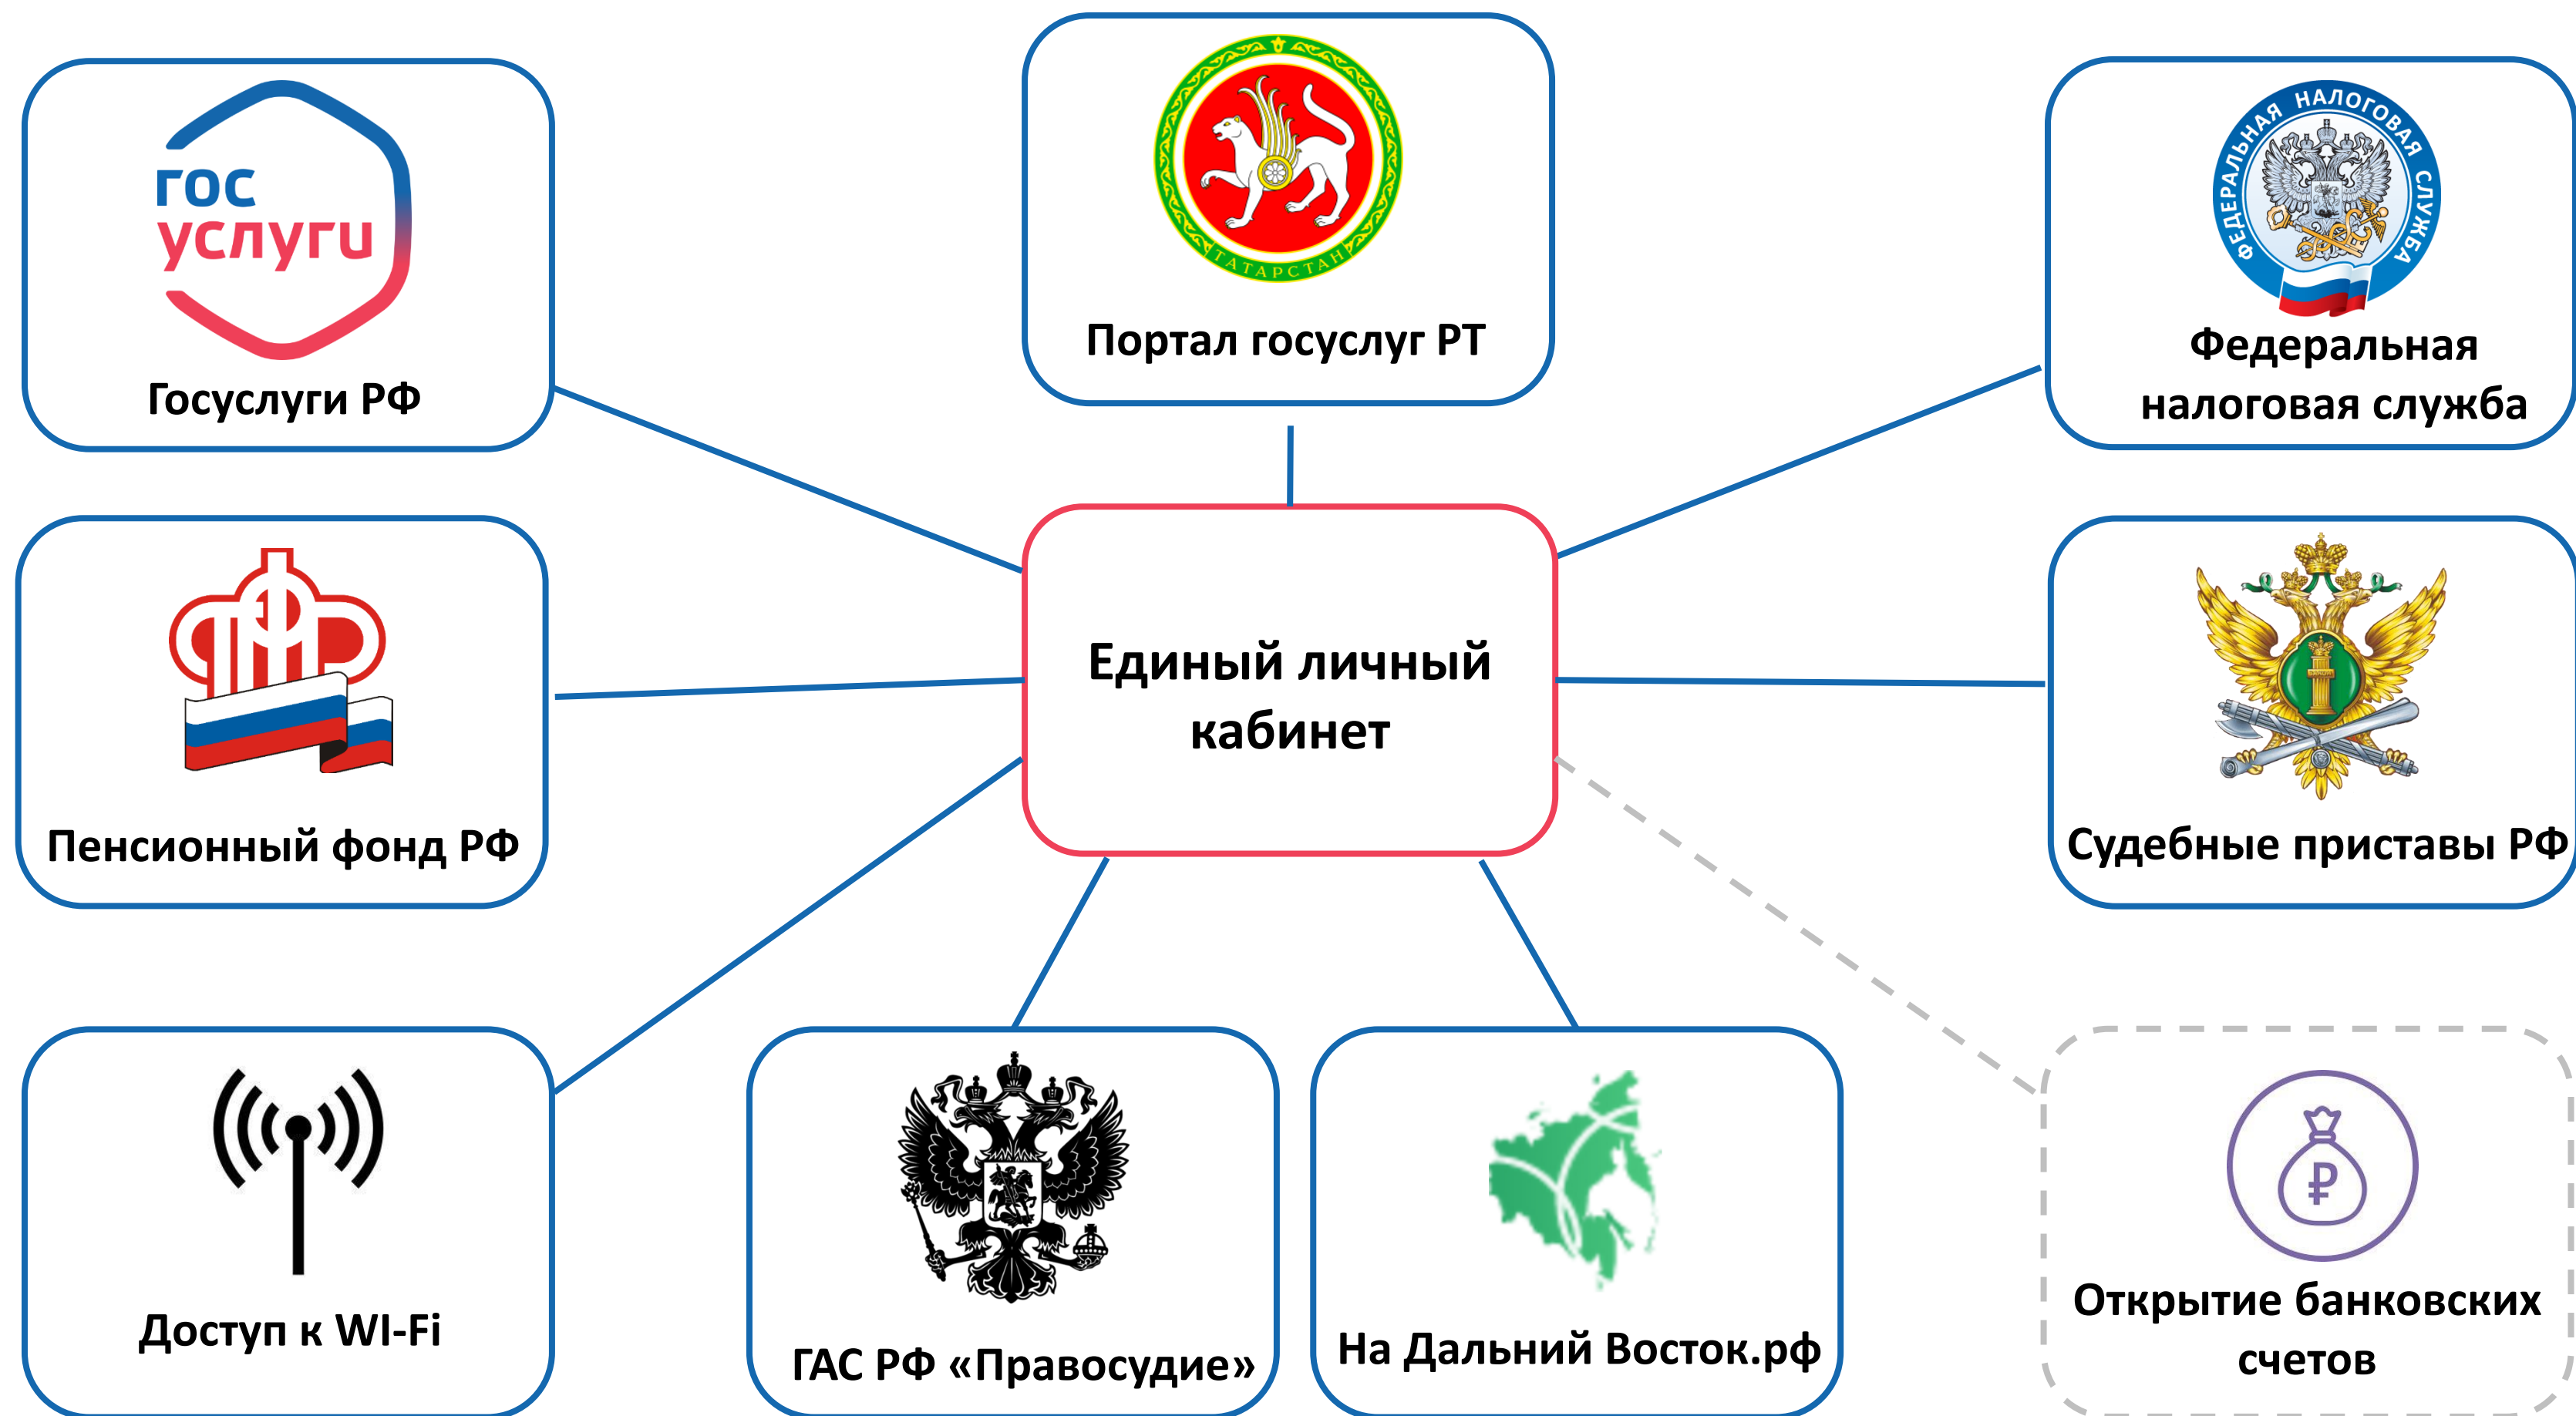 гос
услуги
Госуслуги РФ
ТАТАРСТАН
Портал госуслуг РТ
ФЕДЕРАЛЬНАЯ НАЛОГОВАЯ СЛУЖБА
Федеральная
налоговая служба
Пенсионный фонд РФ
Единый личный
кабинет
Судебные приставы РФ
Доступ к WI-Fi
ГАС РФ «Правосудие»
На Дальний Восток.рф
₽
Открытие банковских
счетов